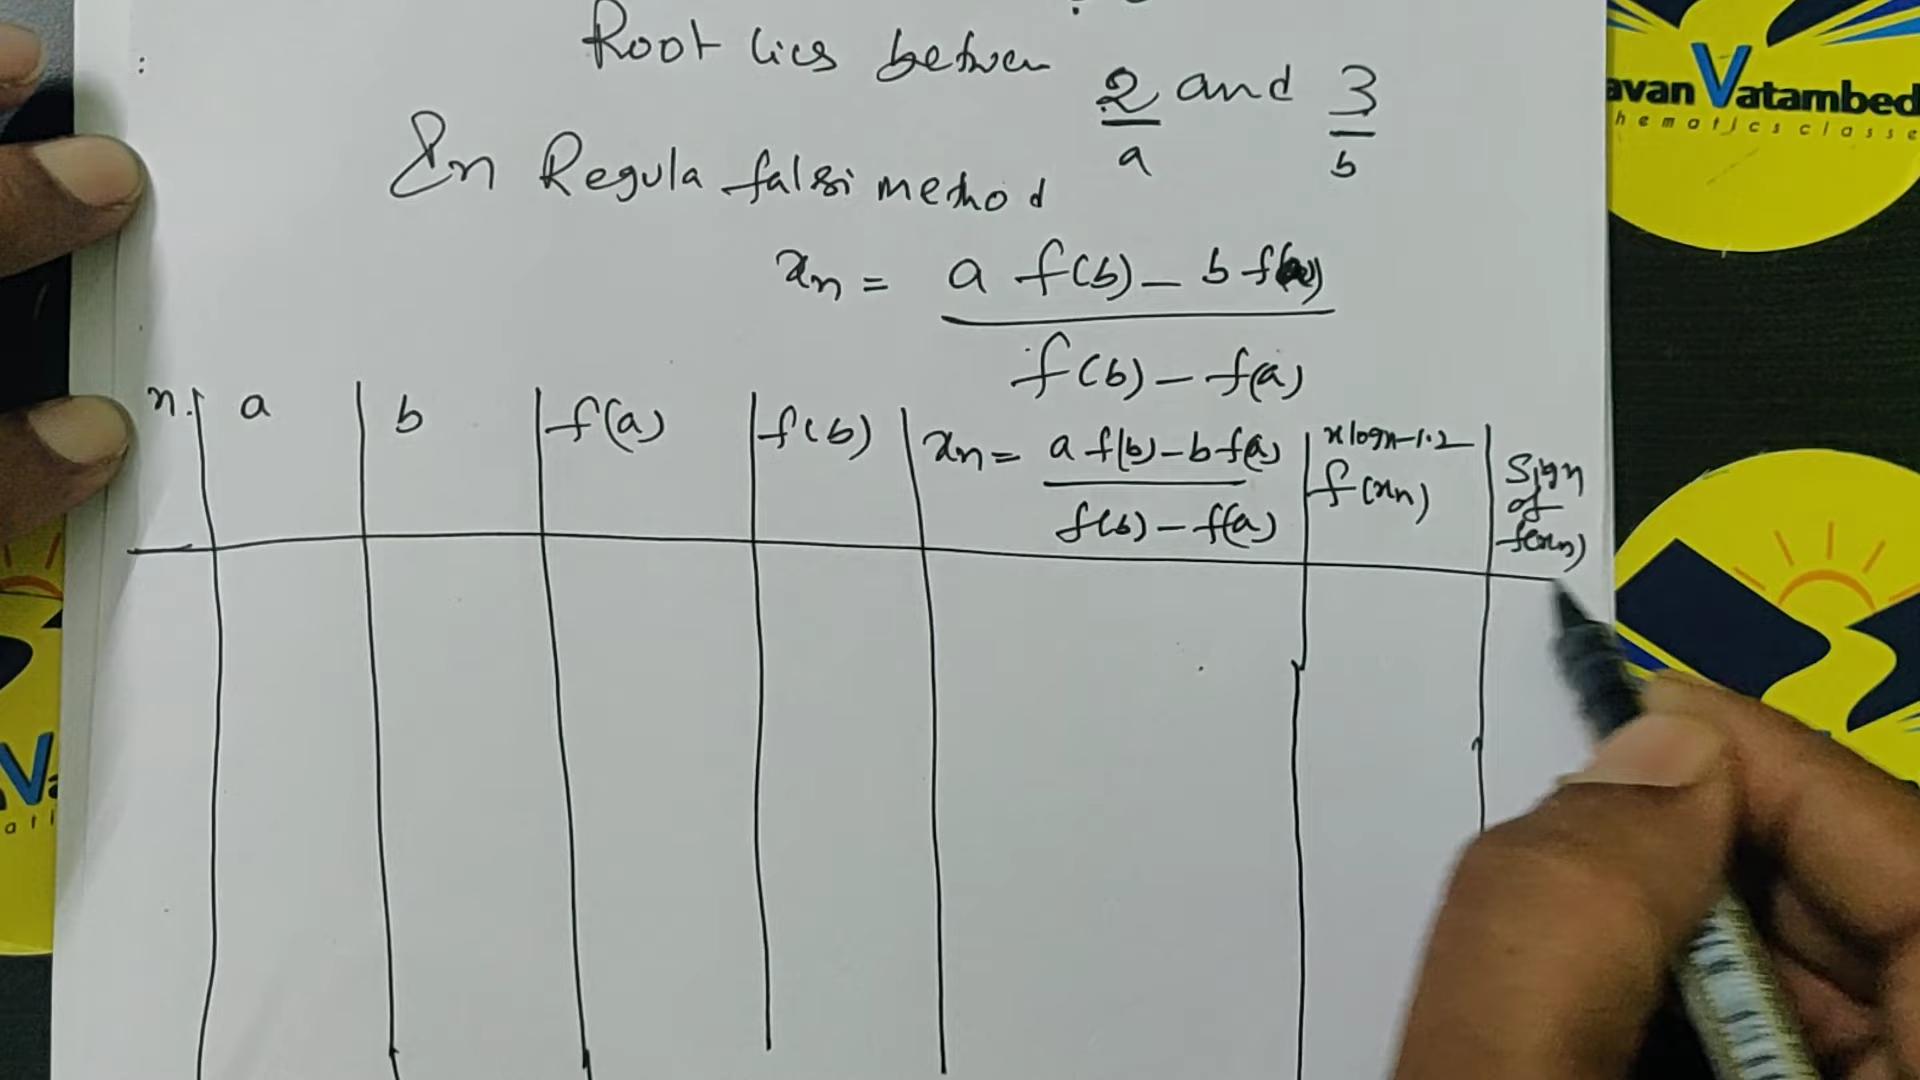 Root lies between 2 and 3
a b
In Regula falsi method
xn = a f(b) - b f(a)
f(b) - f(a)
n. a b f(a) f(b) xn = a f(b) - b f(a) / f(b) - f(a) x log x - 1.2 f(xn) Sign of f(xn)
avan Vatambed
hematics classe